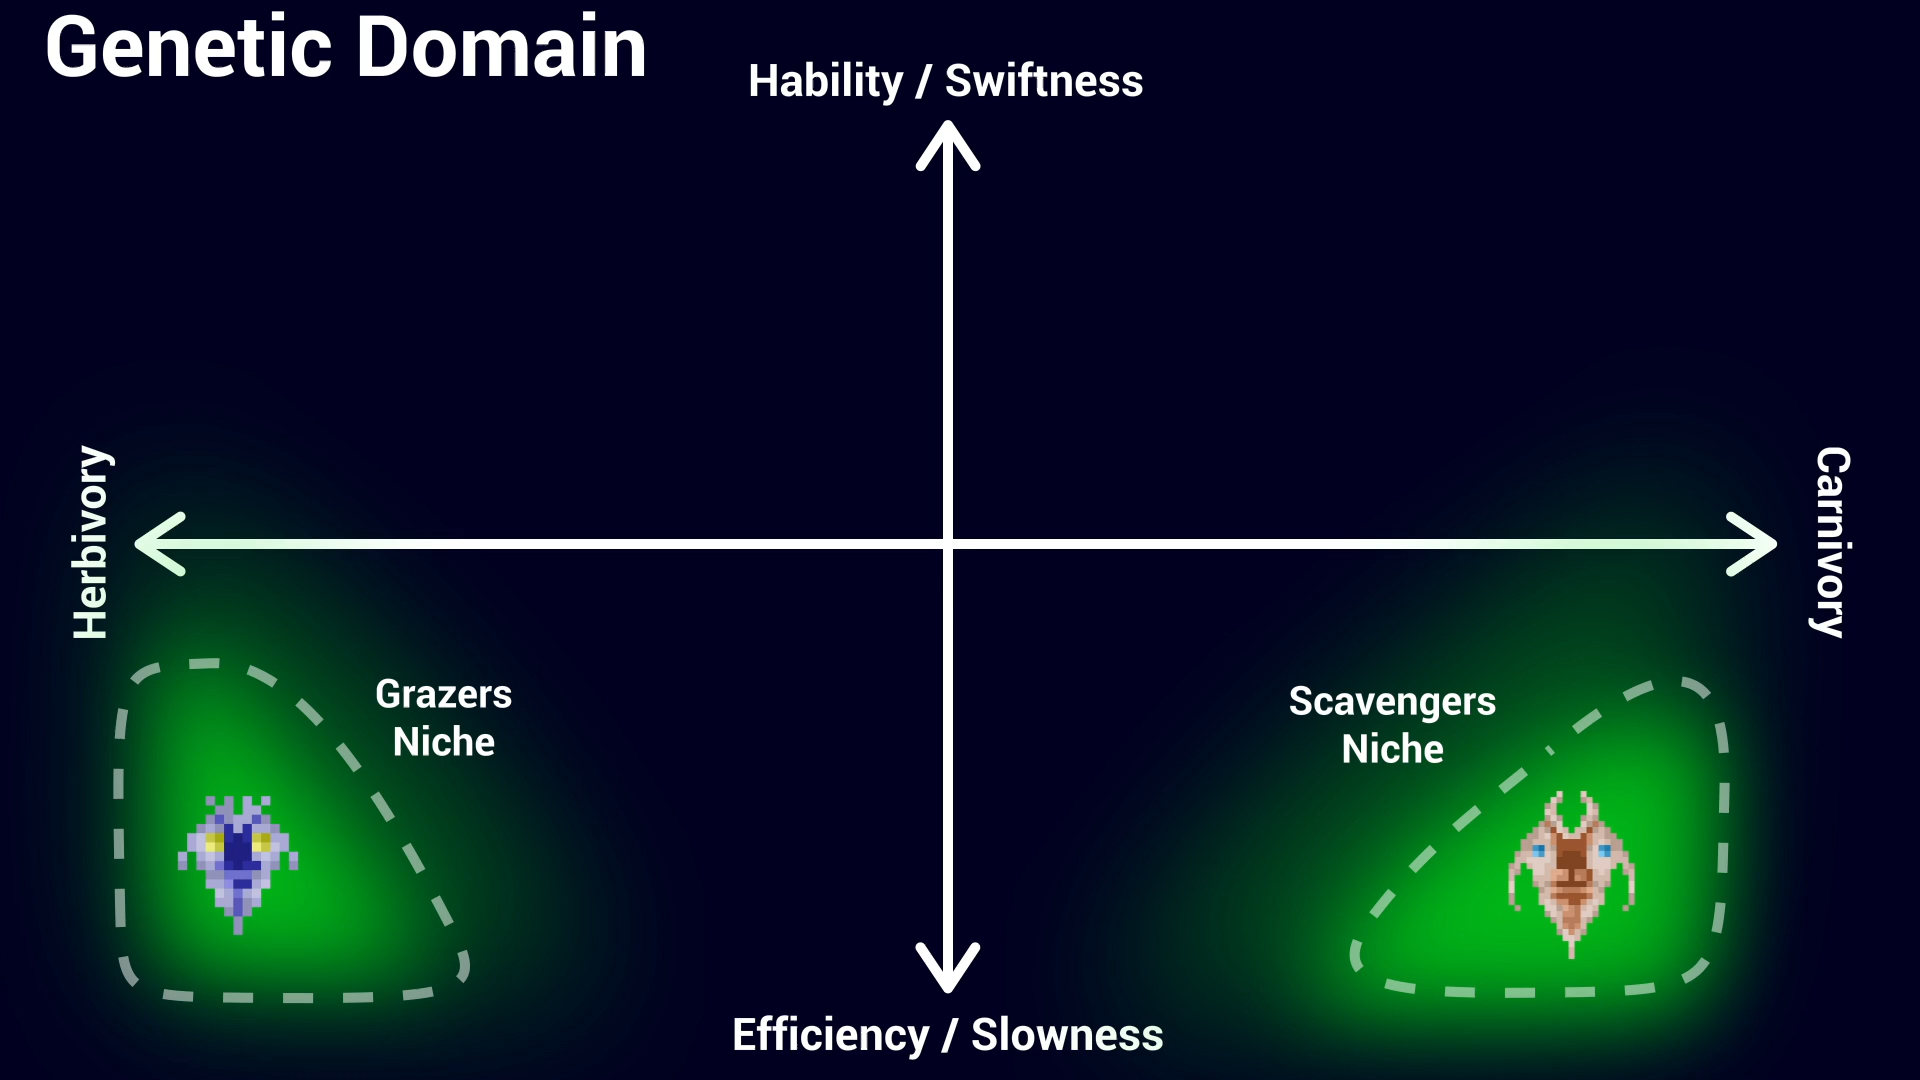 Genetic Domain
Hability / Swiftness
Herbivory
Carnivory
Grazers
Niche
Scavengers
Niche
Efficiency / Slowness